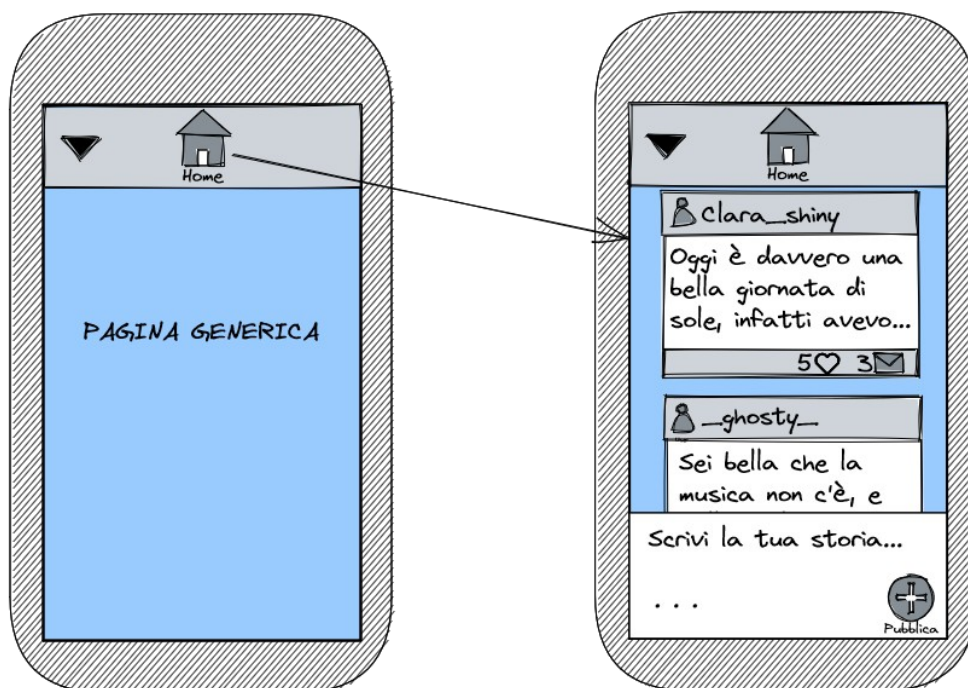 Home
PAGINA GENERICA
Home
Clara_shiny
Oggi è davvero una
bella giornata di
sole, infatti avevo...
5 3
_ghosty_
Sei bella che la
musica non c'è, e
Scrivi la tua storia...
...
Pubblica